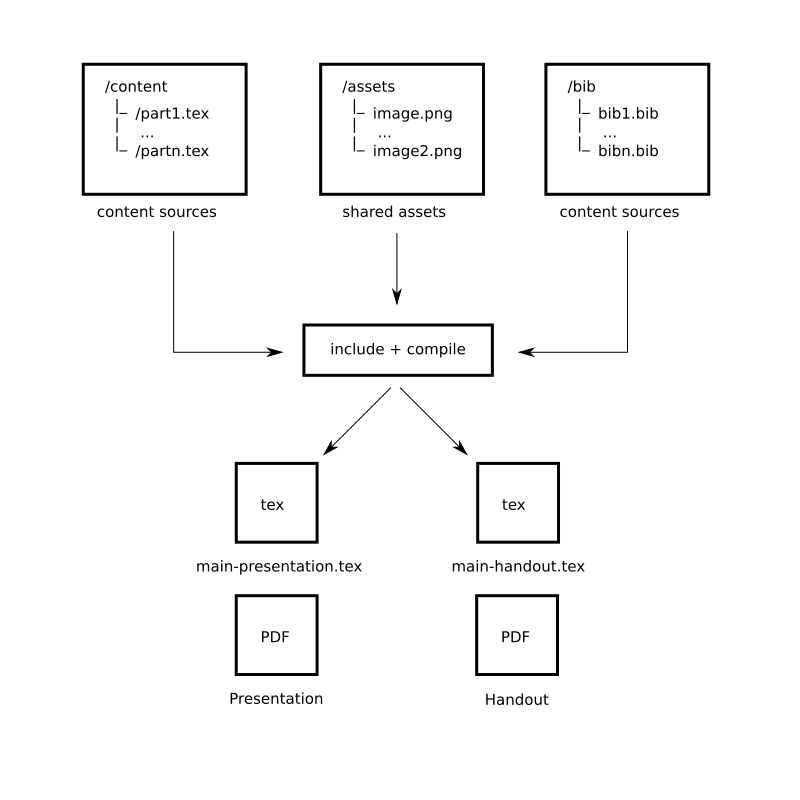 /content
/part1.tex
...
/partn.tex
content sources
/assets
image.png
...
image2.png
shared assets
/bib
bib1.bib
...
bibn.bib
content sources
include + compile
tex
main-presentation.tex
tex
main-handout.tex
PDF
Presentation
PDF
Handout